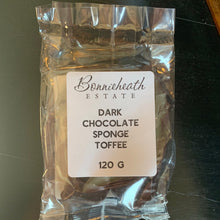 Bonnieheath
ESTATE
DARK
CHOCOLATE
SPONGE
TOFFEE
120 G